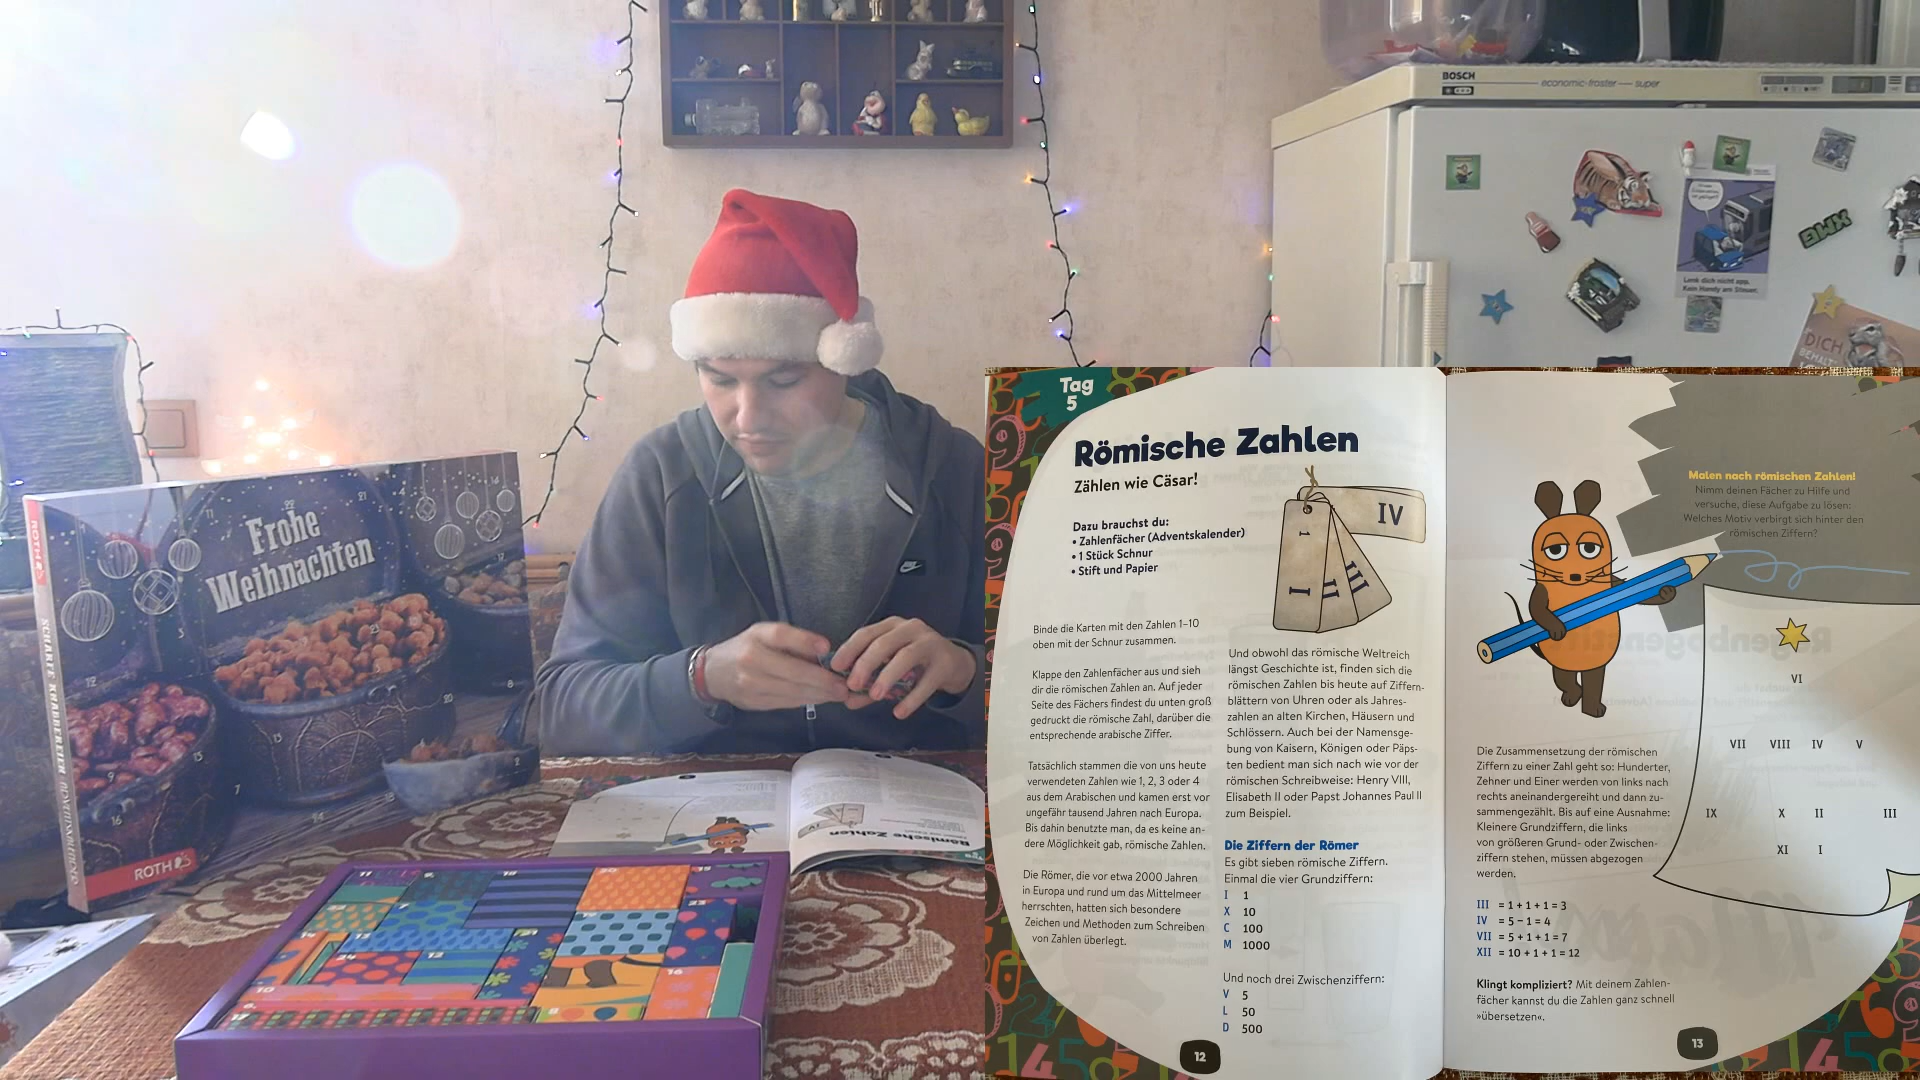 BOSCH
economic-froster super
Lenk dich nicht app.
Kein Handy am Steuer.
DICH
BEHALT
Frohe
Weihnachten
ROTH
Römische Zahlen
IV
Tag
5
Römische Zahlen
Zählen wie Cäsar!
Dazu brauchst du:
• Zahlenfächer (Adventskalender)
• 1 Stück Schnur
• Stift und Papier
IV
1
I
II
III
Binde die Karten mit den Zahlen 1–10
oben mit der Schnur zusammen.
Klappe den Zahlenfächer aus und sieh
dir die römischen Zahlen an. Auf jeder
Seite des Fächers findest du unten groß
gedruckt die römische Zahl, darüber die
entsprechende arabische Ziffer.
Tatsächlich stammen die von uns heute
verwendeten Zahlen wie 1, 2, 3 oder 4
aus dem Arabischen und kamen erst vor
ungefähr tausend Jahren nach Europa.
Bis dahin benutzte man, da es keine an-
dere Möglichkeit gab, römische Zahlen.
Die Römer, die vor etwa 2000 Jahren
in Europa und rund um das Mittelmeer
herrschten, hatten sich besondere
Zeichen und Methoden zum Schreiben
von Zahlen überlegt.
Und obwohl das römische Weltreich
längst Geschichte ist, finden sich die
römischen Zahlen bis heute auf Ziffern-
blättern von Uhren oder als Jahres-
zahlen an alten Kirchen, Häusern und
Schlössern. Auch bei der Namensge-
bung von Kaisern, Königen oder Päps-
ten bedient man sich nach wie vor der
römischen Schreibweise: Henry VIII,
Elisabeth II oder Papst Johannes Paul II
zum Beispiel.
Die Ziffern der Römer
Es gibt sieben römische Ziffern.
Einmal die vier Grundziffern:
I 1
X 10
C 100
M 1000
Und noch drei Zwischenziffern:
V 5
L 50
D 500
12
Malen nach römischen Zahlen!
Nimm deinen Fächer zu Hilfe und
versuche, diese Aufgabe zu lösen:
Welches Motiv verbirgt sich hinter den
römischen Ziffern?
VI
VII VIII IV V
IX X II III
XI I
Die Zusammensetzung der römischen
Ziffern zu einer Zahl geht so: Hunderter,
Zehner und Einer werden von links nach
rechts aneinandergereiht und dann zu-
sammengezählt. Bis auf eine Ausnahme:
Kleinere Grundziffern, die links
von größeren Grund- oder Zwischen-
ziffern stehen, müssen abgezogen
werden.
III = 1 + 1 + 1 = 3
IV = 5 – 1 = 4
VII = 5 + 1 + 1 = 7
XII = 10 + 1 + 1 = 12
Klingt kompliziert? Mit deinem Zahlen-
fächer kannst du die Zahlen ganz schnell
»übersetzen«.
13